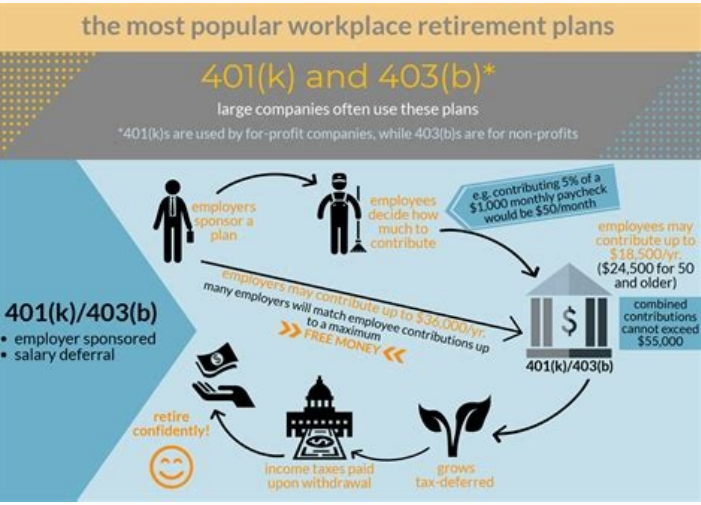 the most popular workplace retirement plans
401(k) and 403(b)*
large companies often use these plans
*401(k)s are used by for-profit companies, while 403(b)s are for non-profits
employers
sponsor a
plan
employees
decide how
much to
contribute
e.g. contributing 5% of a
$1,000 monthly paycheck
would be $50/month
employees may
contribute up to
$18,500/yr.
($24,500 for 50
and older)
combined
contributions
cannot exceed
$55,000
$
401(k)/403(b)
employers may contribute up to $36,000/yr.
many employers will match employee contributions up
to a maximum
FREE MONEY
401(k)/403(b)
• employer sponsored
• salary deferral
grows
tax-deferred
$
income taxes paid
upon withdrawal
$
retire
confidently!